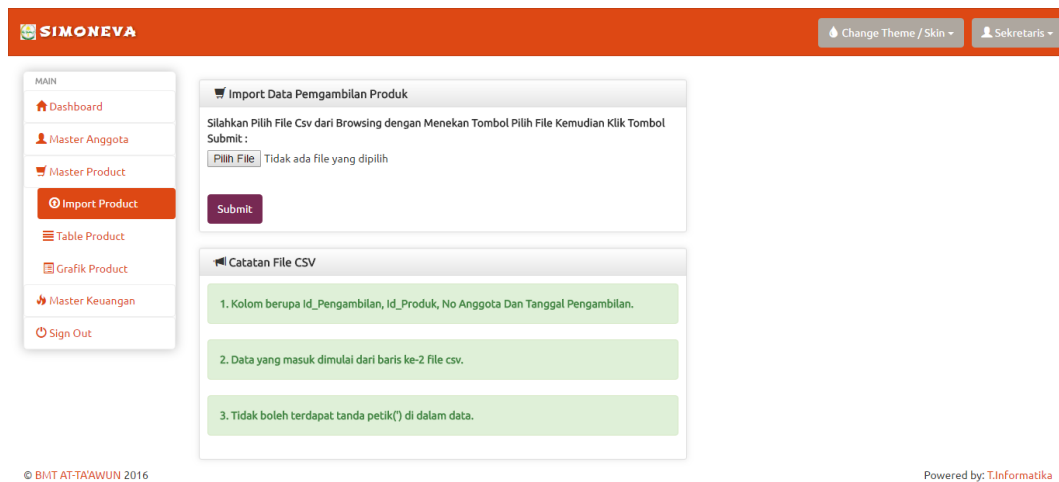 SIMONEVA
Change Theme / Skin
Sekretaris
MAIN
Dashboard
Master Anggota
Master Product
Import Product
Table Product
Grafik Product
Master Keuangan
Sign Out
Import Data Pemgambilan Produk
Silahkan Pilih File Csv dari Browsing dengan Menekan Tombol Pilih File Kemudian Klik Tombol
Submit :
Pilih File Tidak ada file yang dipilih
Submit
Catatan File CSV
1. Kolom berupa Id_Pengambilan, Id_Produk, No Anggota Dan Tanggal Pengambilan.
2. Data yang masuk dimulai dari baris ke-2 file csv.
3. Tidak boleh terdapat tanda petik(') di dalam data.
© BMT AT-TA'AWUN 2016
Powered by: T.Informatika